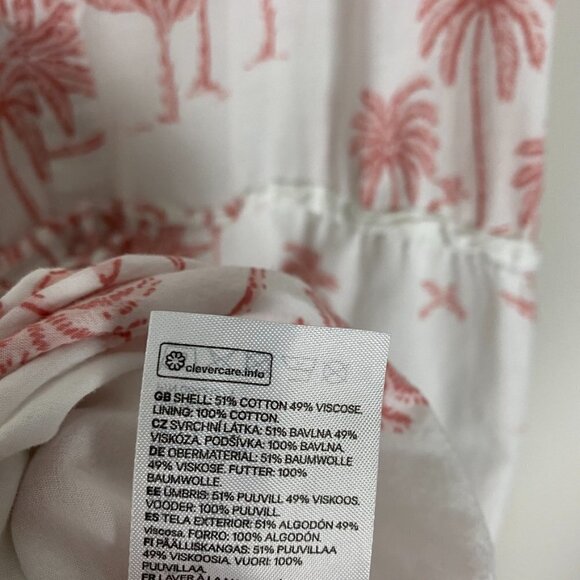 clevercare.info
GB SHELL: 51% COTTON 49% VISCOSE.
LINING: 100% COTTON.
CZ SVRCHNÍ LÁTKA: 51% BAVLNA 49%
VISKÓZA. PODŠÍVKA: 100% BAVLNA.
DE OBERMATERIAL: 51% BAUMWOLLE
49% VISKOSE. FUTTER: 100%
BAUMWOLLE.
EE ÜMBRIS: 51% PUUVILL 49% VISKOOS.
VOODER: 100% PUUVILL.
ES TELA EXTERIOR: 51% ALGODÓN 49%
viscosa. FORRO: 100% ALGODÓN.
FI PÄÄLLISKANGAS: 51% PUUVILLAA
49% VISKOOSIA. VUORI: 100%
PUUVILLAA.
FR LAVER À LA